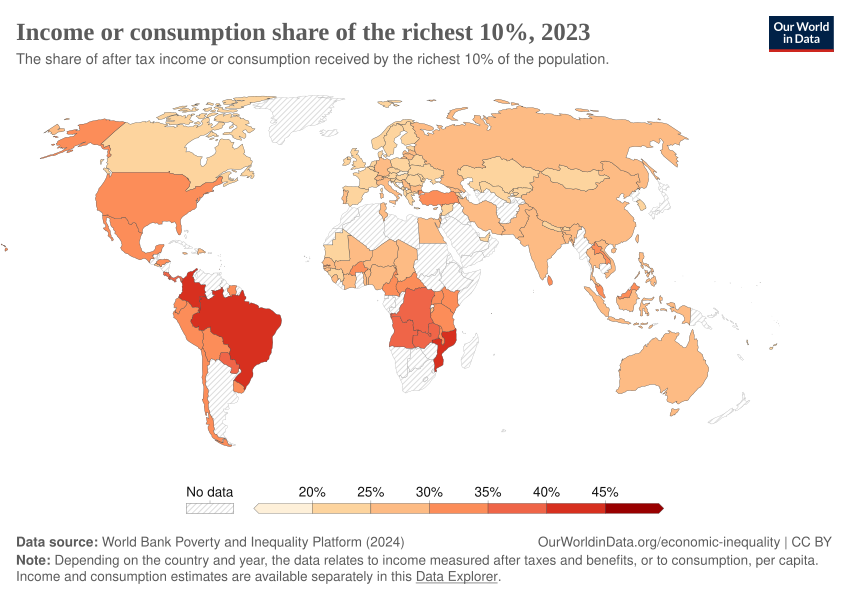 Income or consumption share of the richest 10%, 2023
Our World
in Data
The share of after tax income or consumption received by the richest 10% of the population.
No data
20%
25%
30%
35%
40%
45%
Data source: World Bank Poverty and Inequality Platform (2024)
OurWorldinData.org/economic-inequality | CC BY
Note: Depending on the country and year, the data relates to income measured after taxes and benefits, or to consumption, per capita.
Income and consumption estimates are available separately in this Data Explorer.